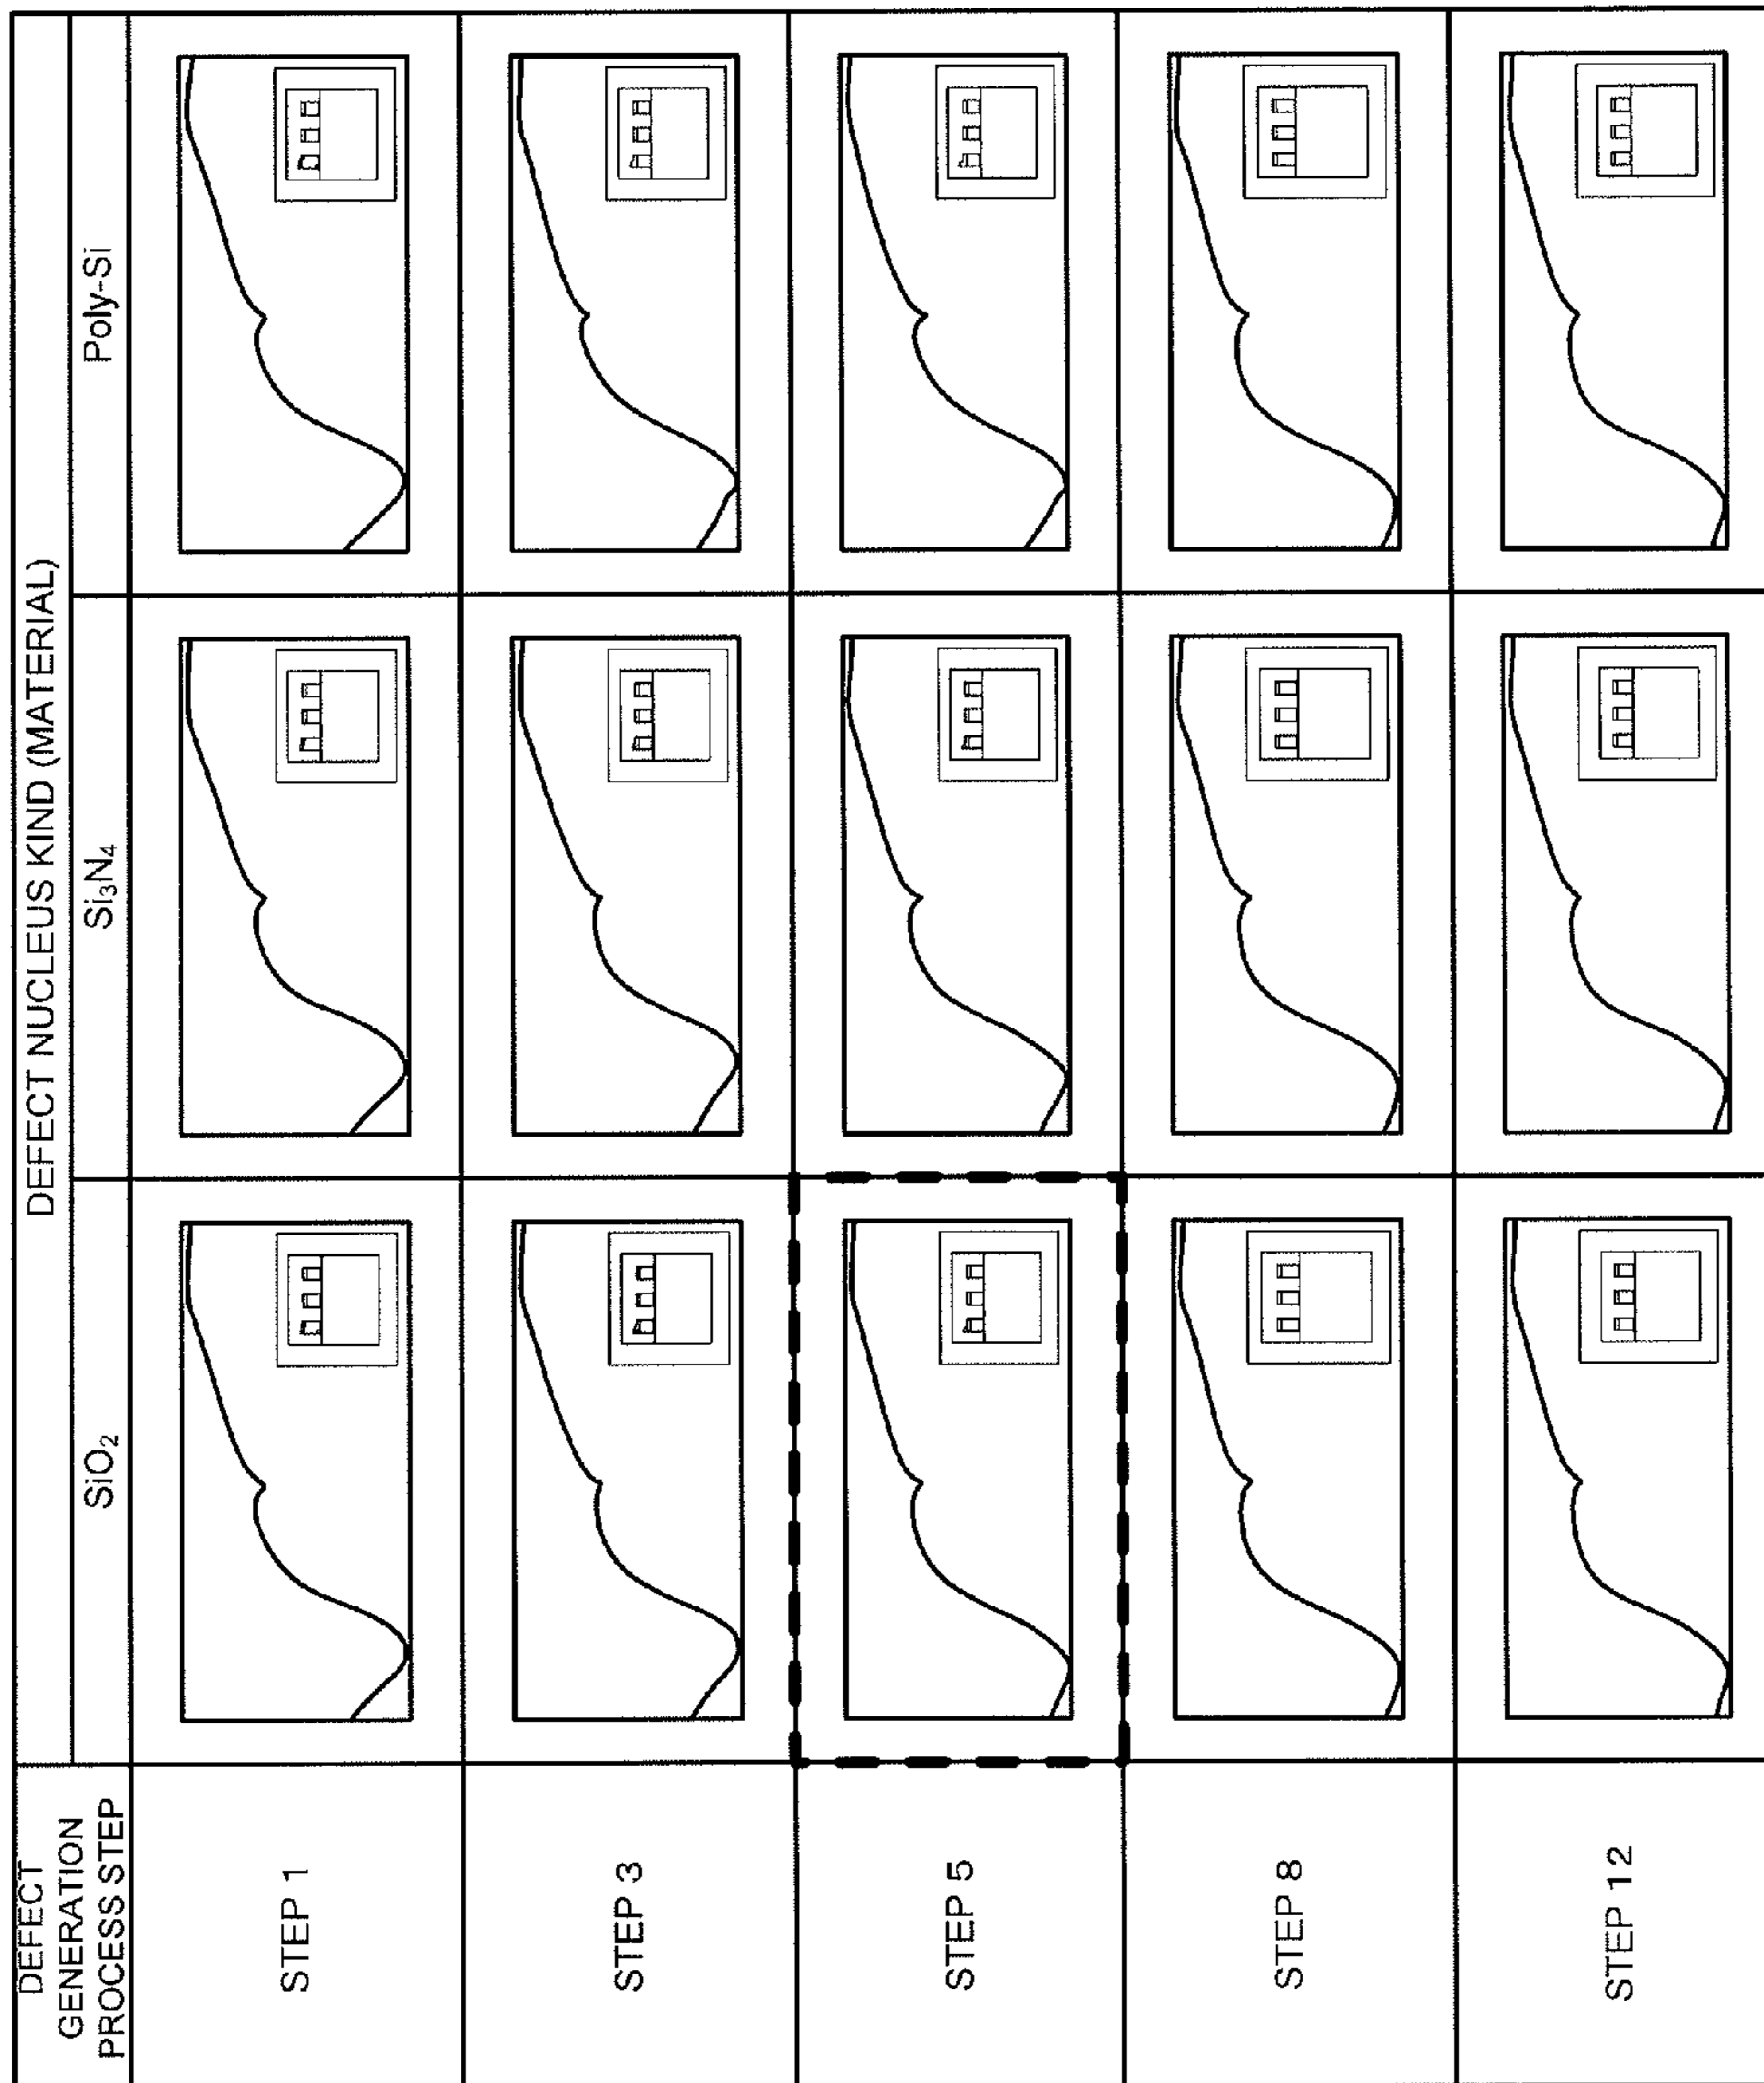 DEFECT
GENERATION
PROCESS STEP
DEFECT NUCLEUS KIND (MATERIAL)
SiO₂
Si₃N₄
Poly-Si
STEP 1
STEP 3
STEP 5
STEP 8
STEP 12